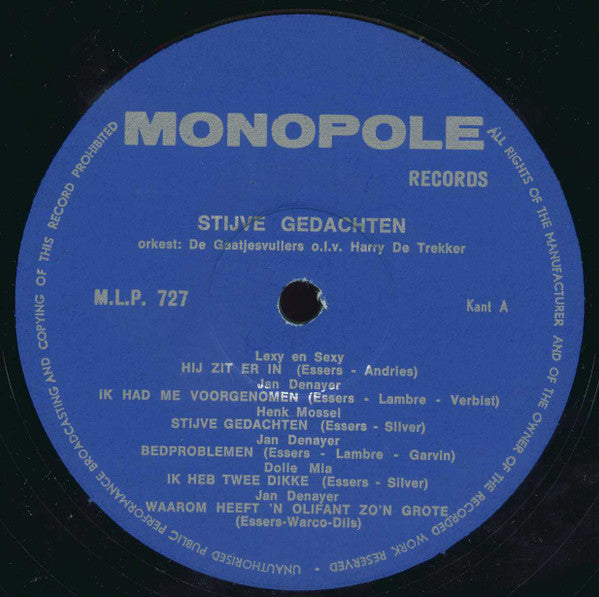 MONOPOLE
RECORDS
STIJVE GEDACHTEN
orkest: De Gaatjesvullers o.l.v. Harry De Trekker
M.L.P. 727
Kant A
Lexy en Sexy
HIJ ZIT ER IN (Essers - Andries)
Jan Denayer
IK HAD ME VOORGENOMEN (Essers - Lambre - Verbist)
Henk Mossel
STIJVE GEDACHTEN (Essers - Silver)
Jan Denayer
BEDPROBLEMEN (Essers - Lambre - Garvin)
Dolle Mia
IK HEB TWEE DIKKE (Essers - Silver)
Jan Denayer
WAAROM HEEFT 'N OLIFANT ZO'N GROTE
(Essers-Warco-Dils)
ALL RIGHTS OF THE MANUFACTURER AND OF THE OWNER OF THE RECORDED WORK RESERVED - UNAUTHORISED PUBLIC PERFORMANCE BROADCASTING AND COPYING OF THIS RECORD PROHIBITED